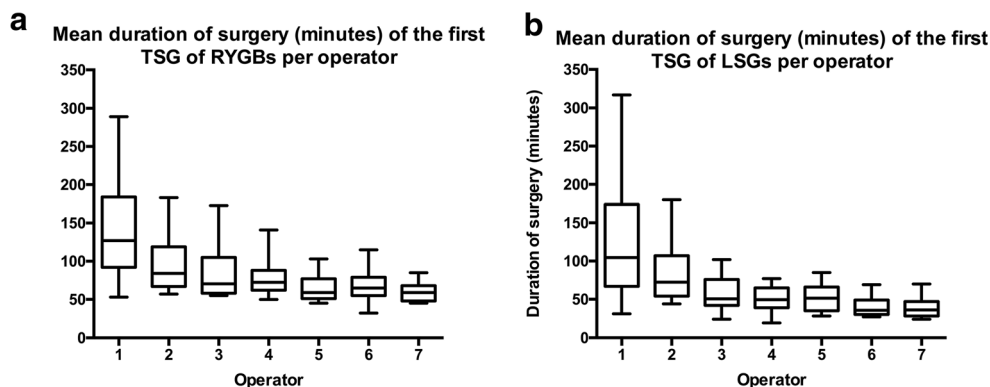 a
Mean duration of surgery (minutes) of the first
TSG of RYGBs per operator
350
300
250
200
150
100
50
0
1 2 3 4 5 6 7
Operator
b
Mean duration of surgery (minutes) of the first
TSG of LSGs per operator
Duration of surgery (minutes)
350
300
250
200
150
100
50
0
1 2 3 4 5 6 7
Operator